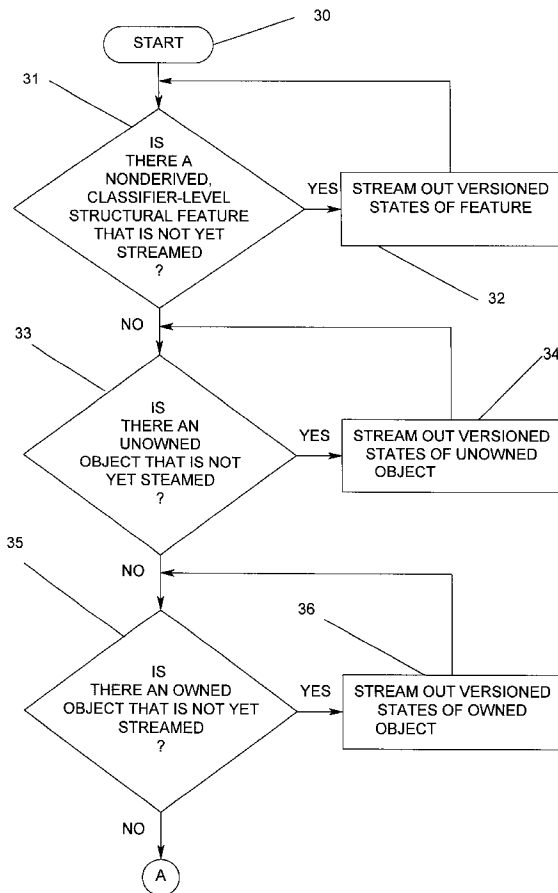 START
30
31
IS
THERE A
NONDERIVED,
CLASSIFIER-LEVEL
STRUCTURAL FEATURE
THAT IS NOT YET
STREAMED
?
YES
STREAM OUT VERSIONED
STATES OF FEATURE
32
NO
33
34
IS
THERE AN
UNOWNED
OBJECT THAT IS NOT
YET STEAMED
?
YES
STREAM OUT VERSIONED
STATES OF UNOWNED
OBJECT
NO
35
36
IS
THERE AN OWNED
OBJECT THAT IS NOT YET
STREAMED
?
YES
STREAM OUT VERSIONED
STATES OF OWNED
OBJECT
NO
A